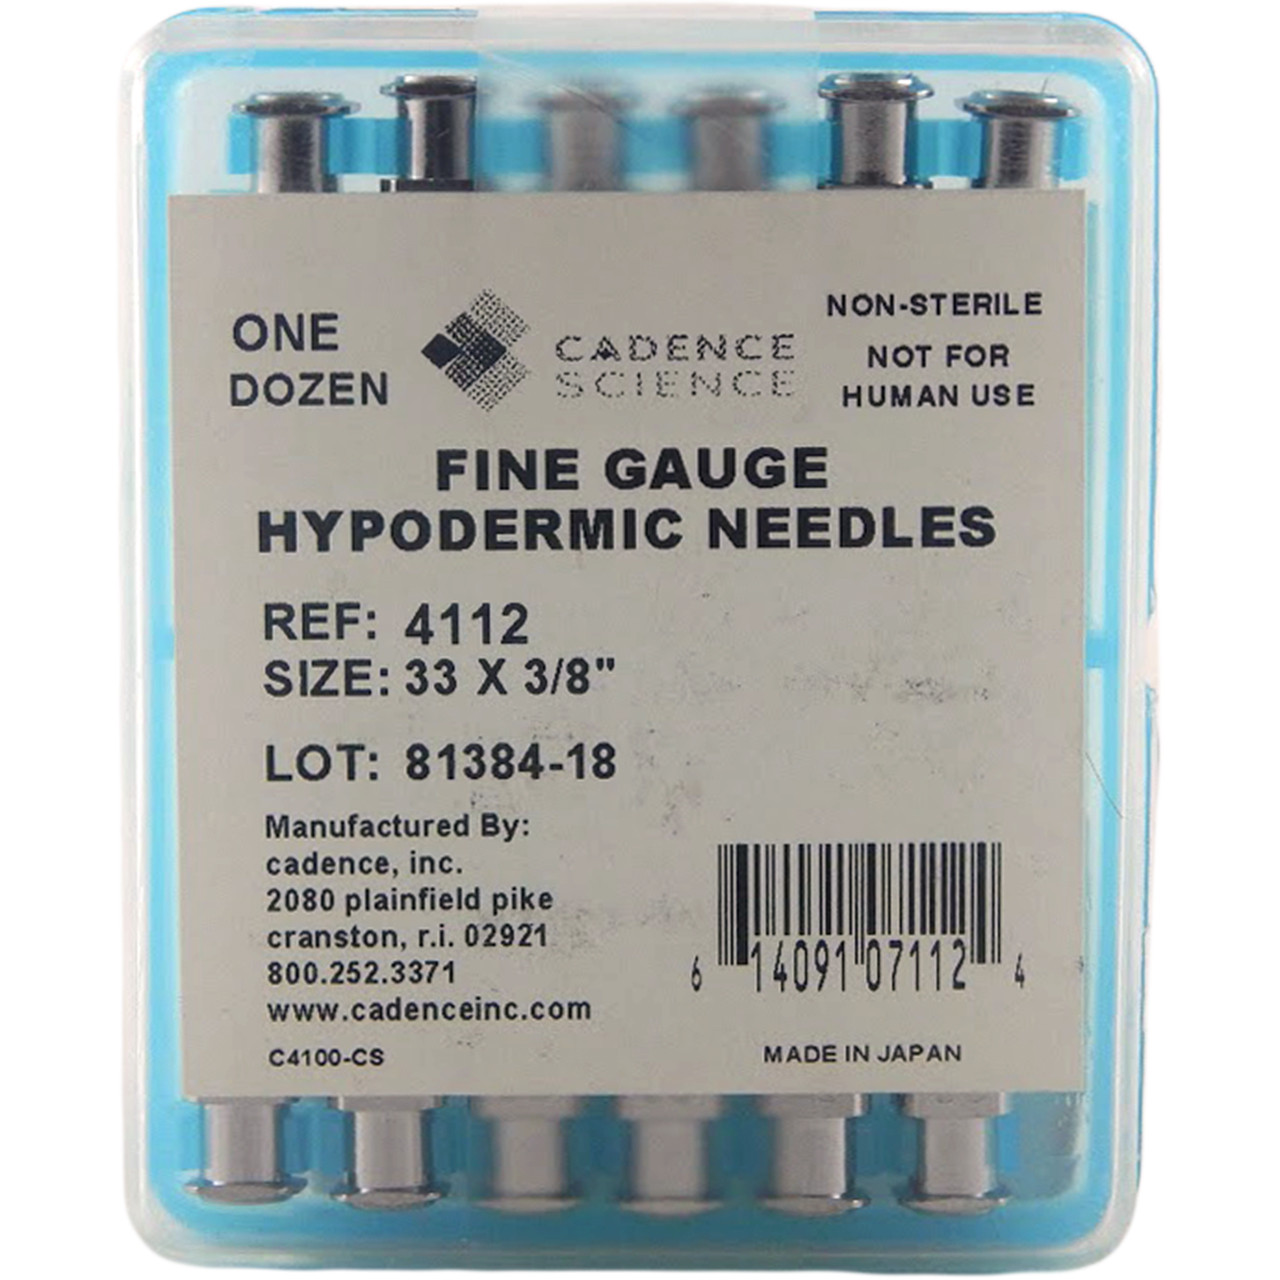 ONE
DOZEN
CADENCE
SCIENCE
NON-STERILE
NOT FOR
HUMAN USE
FINE GAUGE
HYPODERMIC NEEDLES
REF: 4112
SIZE: 33 X 3/8"
LOT: 81384-18
Manufactured By:
cadence, inc.
2080 plainfield pike
cranston, r.i. 02921
800.252.3371
www.cadenceinc.com
C4100-CS
6 14091 07112 4
MADE IN JAPAN